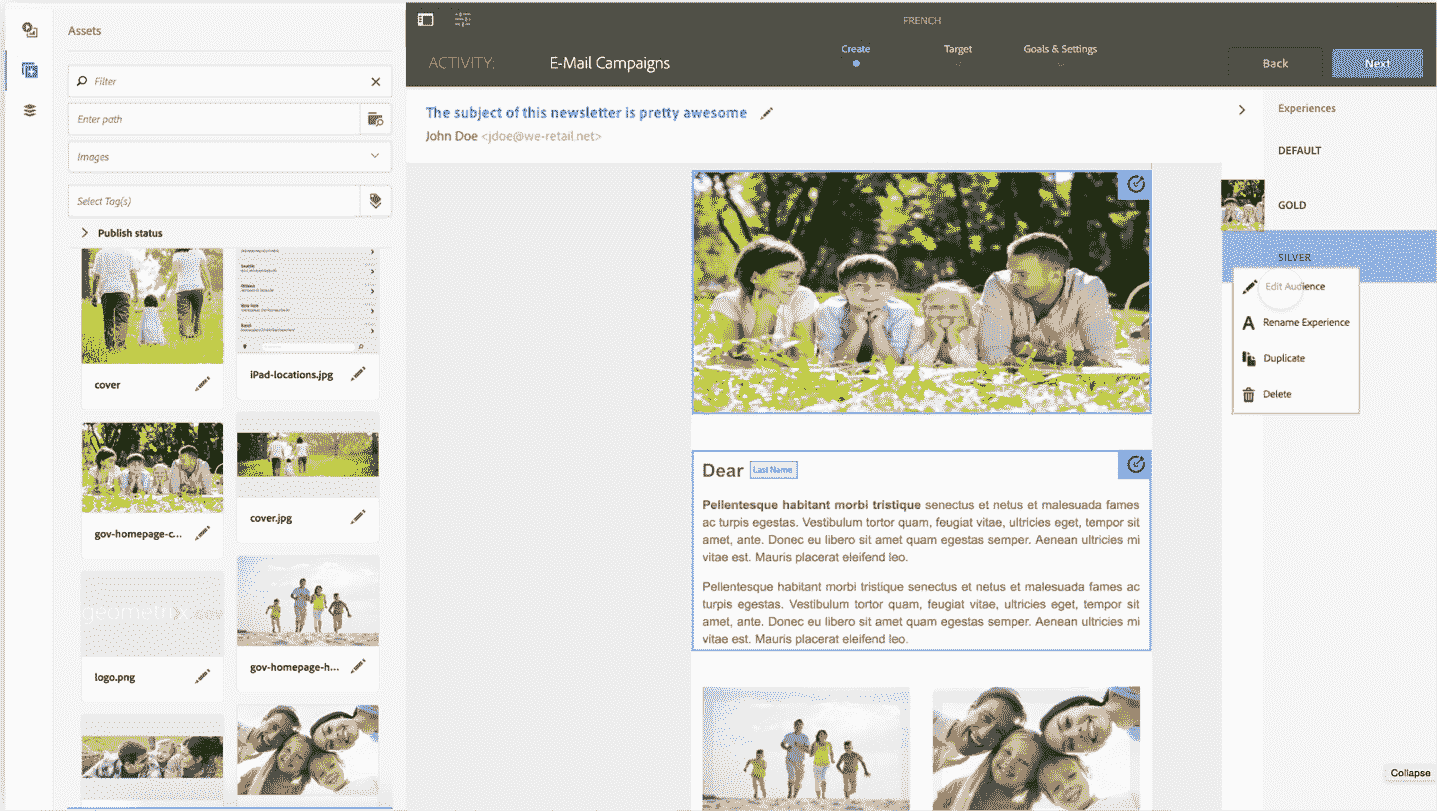 Assets
Filter
Enter path
Images
Select Tag(s)
Publish status
cover
iPad-locations.jpg
gov-homepage-c...
cover.jpg
geometrixx.gov
logo.png
gov-homepage-h...
FRENCH
ACTIVITY:
E-Mail Campaigns
Create
Target
Goals & Settings
Back
Next
The subject of this newsletter is pretty awesome
John Doe <jdoe@we-retail.net>
Dear Last Name
Pellentesque habitant morbi tristique senectus et netus et malesuada fames
ac turpis egestas. Vestibulum tortor quam, feugiat vitae, ultricies eget, tempor sit
amet, ante. Donec eu libero sit amet quam egestas semper. Aenean ultricies mi
vitae est. Mauris placerat eleifend leo.
Pellentesque habitant morbi tristique senectus et netus et malesuada fames ac
turpis egestas. Vestibulum tortor quam, feugiat vitae, ultricies eget, tempor sit
amet, ante. Donec eu libero sit amet quam egestas semper. Aenean ultricies mi
vitae est. Mauris placerat eleifend leo.
Experiences
DEFAULT
GOLD
SILVER
Edit Audience
Rename Experience
Duplicate
Delete
Collapse